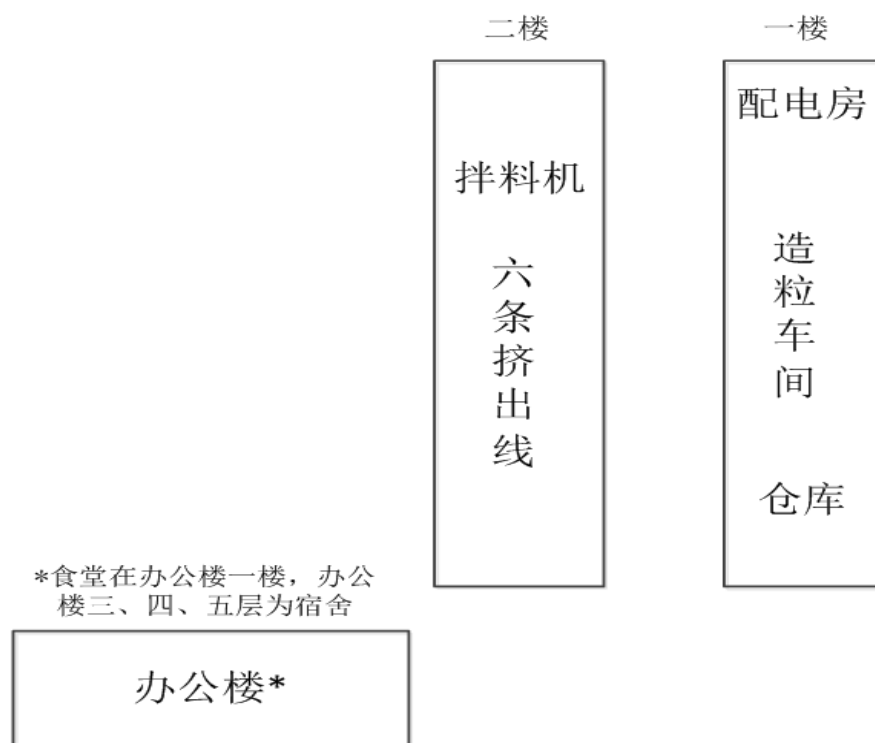 二楼
一楼
配电房
拌料机
造粒车间
六条挤出线
仓库
*食堂在办公楼一楼，办公
楼三、四、五层为宿舍
办公楼*